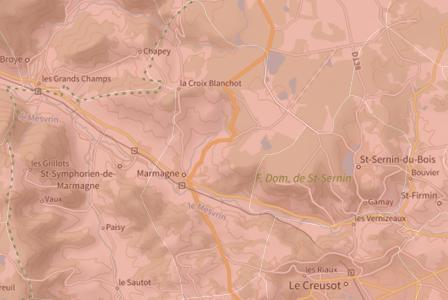 Chapey
Broye
les Grands Champs
la Croix Blanchot
D138
le Mesvrin
St-Sernin-du-Bois
les Grillots
St-Symphorien-de-
Marmagne
Marmagne
F. Dom. de St-Sernin
Bouvier
St-Firmin
Vaux
Gamay
le Mesvrin
les Vernizeaux
Paisy
les Riaux
le Sautot
Le Creusot